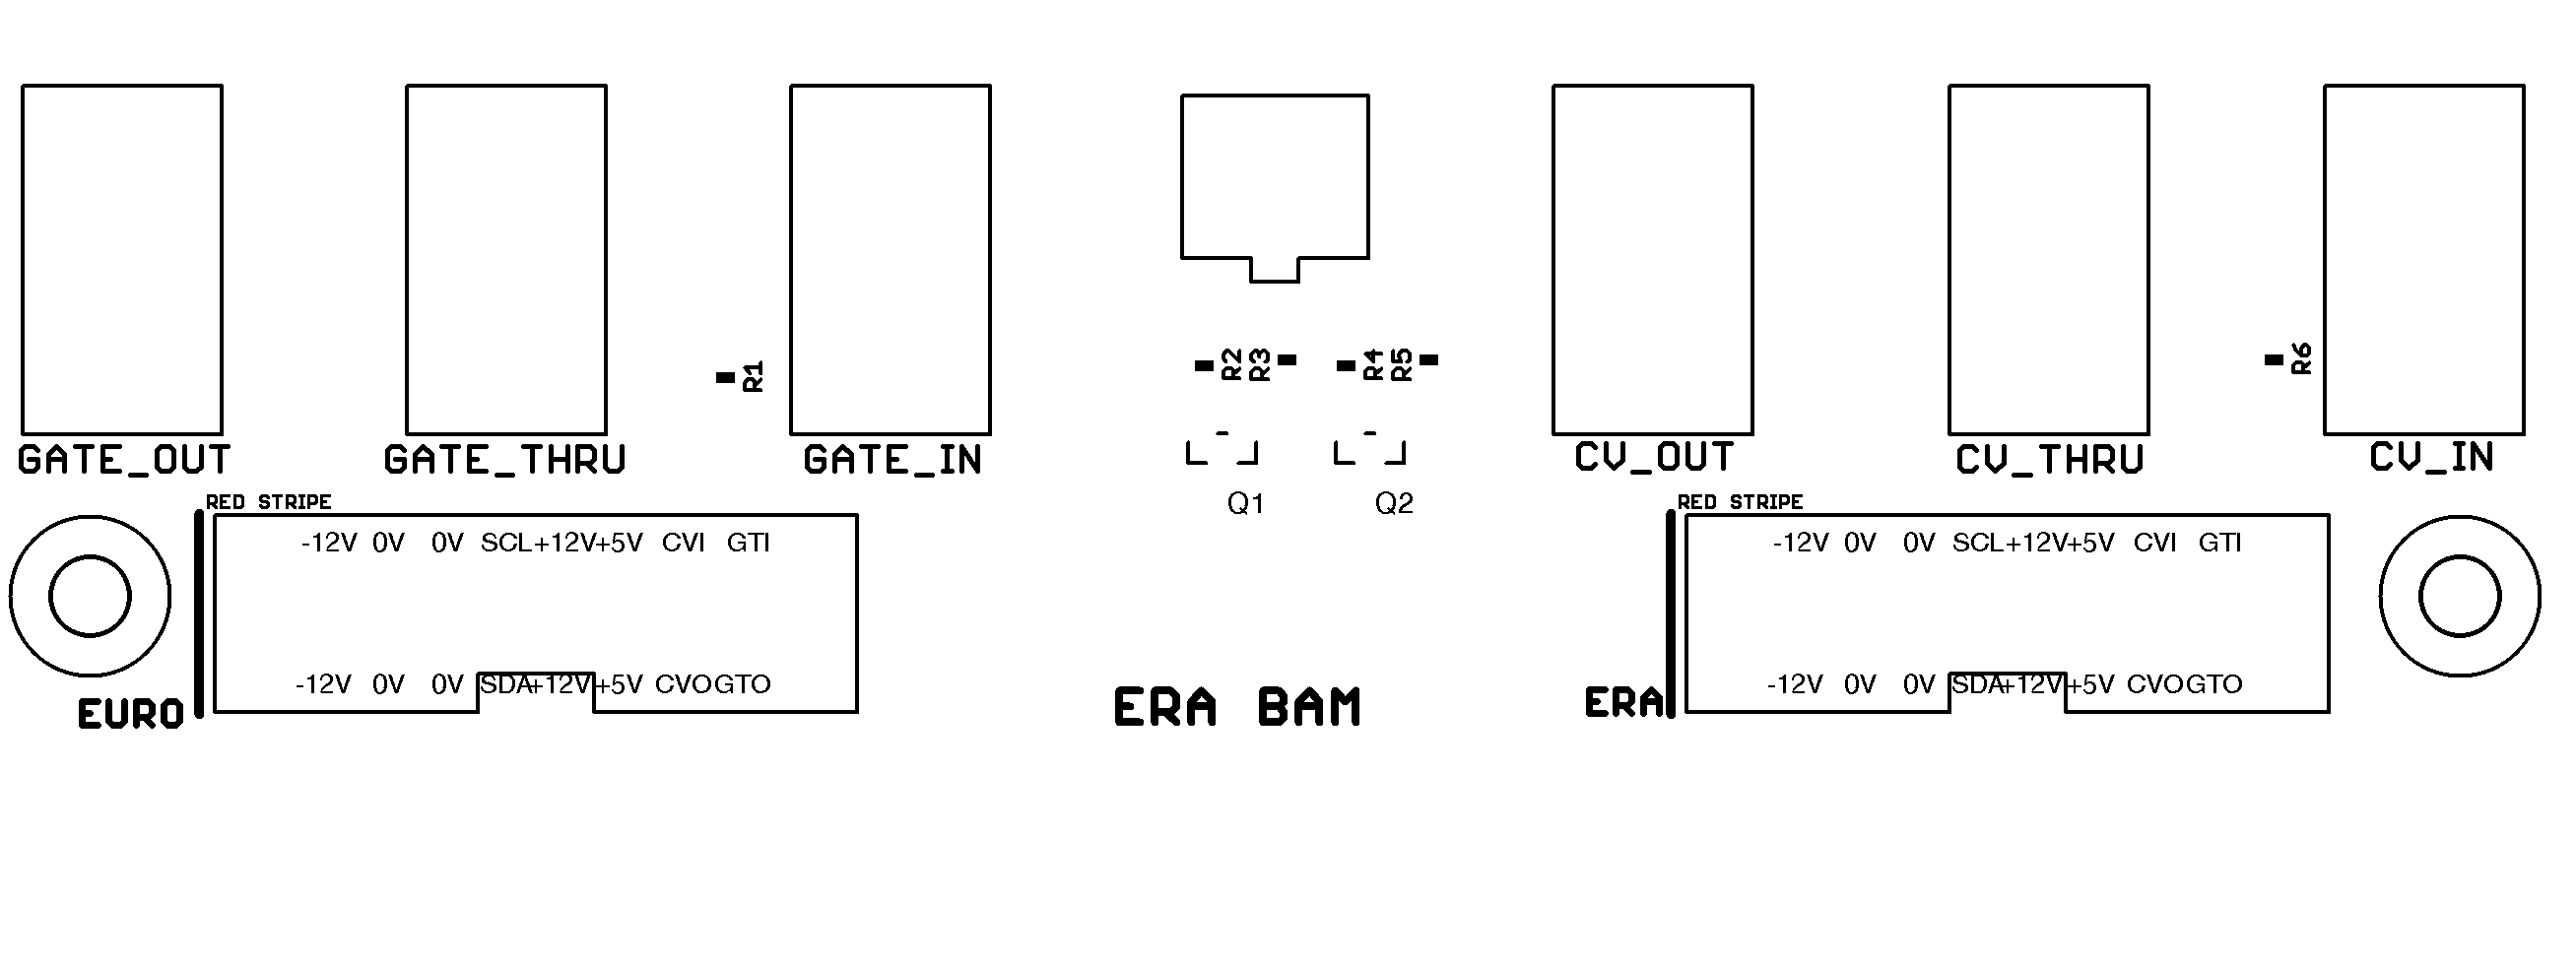 R1
R2
R3
R4
R5
R6
GATE_OUT
GATE_THRU
GATE_IN
CV_OUT
CV_THRU
CV_IN
Q1
Q2
RED STRIPE
-12V 0V 0V SCL+12V+5V CVI GTI
-12V 0V 0V SDA+12V+5V CVO GTO
EURO
ERA BAM
RED STRIPE
-12V 0V 0V SCL+12V+5V CVI GTI
-12V 0V 0V SDA+12V+5V CVO GTO
ERA